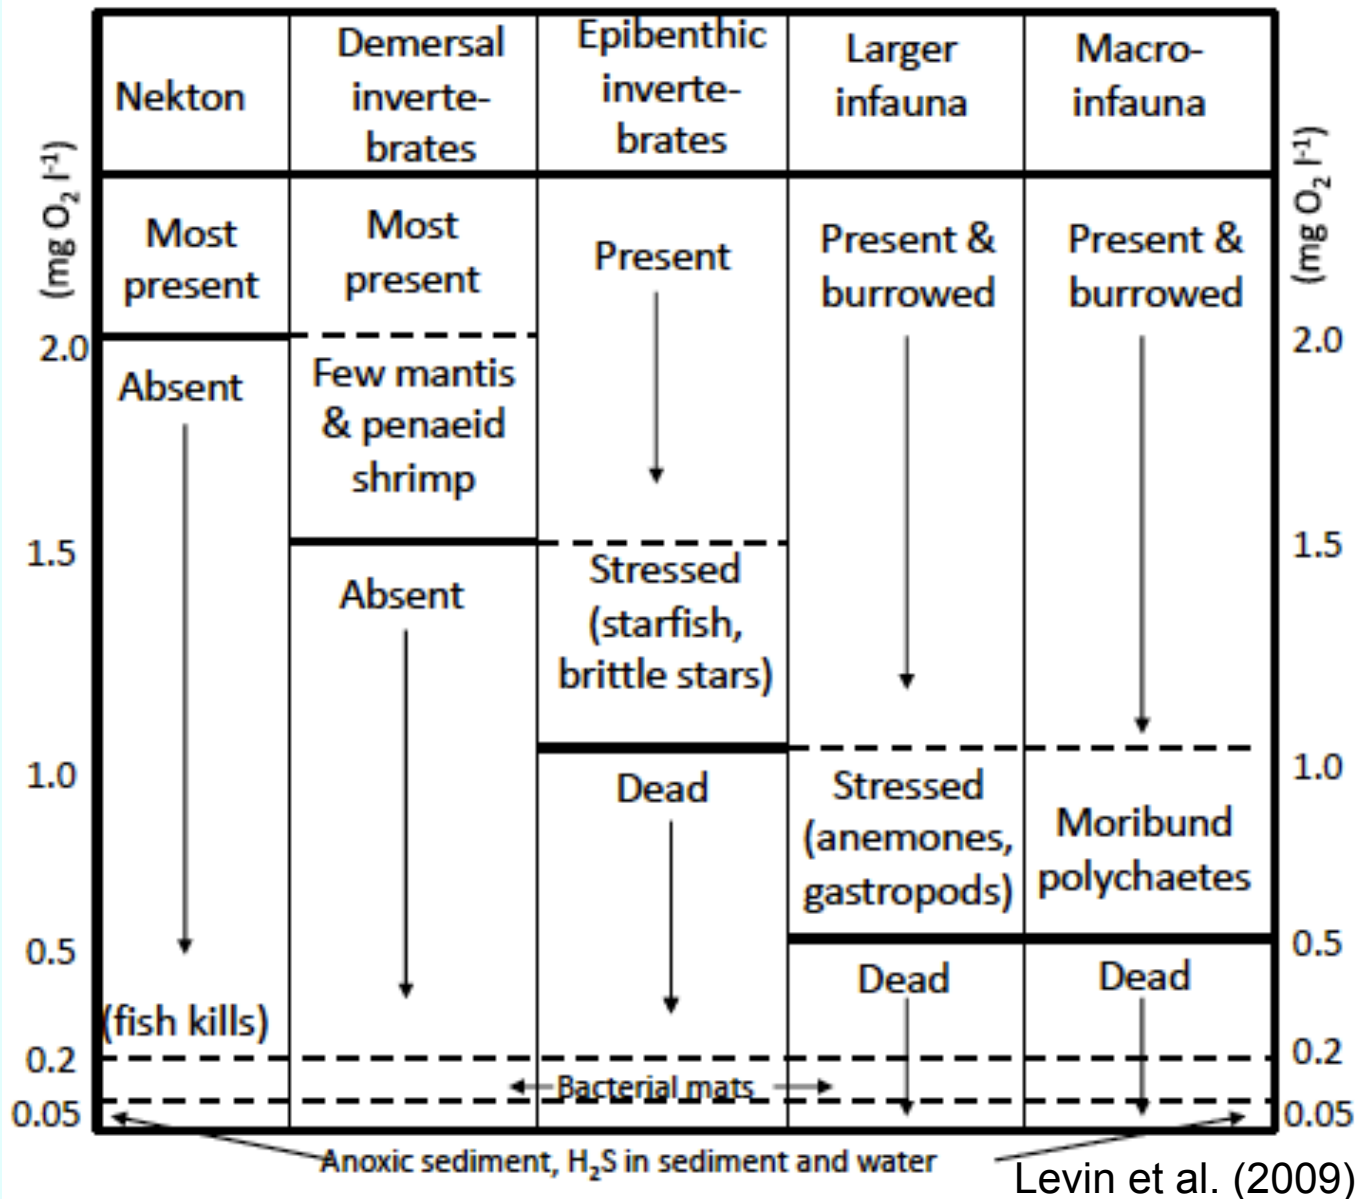 Nekton
Demersal
inverte-
brates
Epibenthic
inverte-
brates
Larger
infauna
Macro-
infauna
(mg O₂ l⁻¹)
(mg O₂ l⁻¹)
Most
present
Most
present
Present
Present &
burrowed
Present &
burrowed
2.0
2.0
Absent
Few mantis
& penaeid
shrimp
1.5
1.5
Absent
Stressed
(starfish,
brittle stars)
1.0
1.0
Dead
Stressed
(anemones,
gastropods)
Moribund
polychaetes
0.5
0.5
Dead
Dead
(fish kills)
0.2
0.2
Bacterial mats
0.05
0.05
Anoxic sediment, H₂S in sediment and water
Levin et al. (2009)